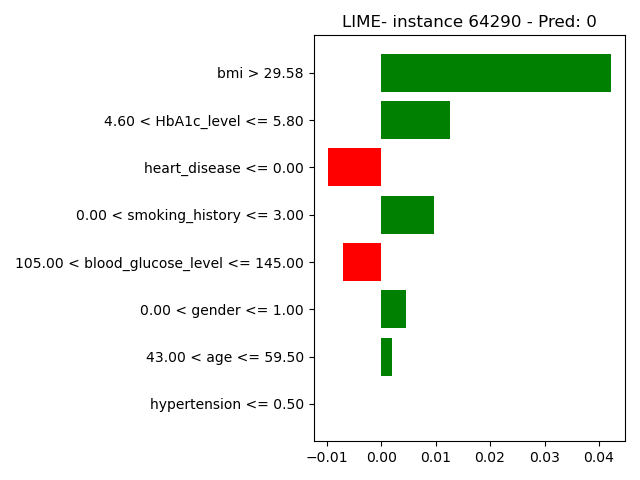 LIME- instance 64290 - Pred: 0
bmi > 29.58
4.60 < HbA1c_level <= 5.80
heart_disease <= 0.00
0.00 < smoking_history <= 3.00
105.00 < blood_glucose_level <= 145.00
0.00 < gender <= 1.00
43.00 < age <= 59.50
hypertension <= 0.50
−0.01 0.00 0.01 0.02 0.03 0.04